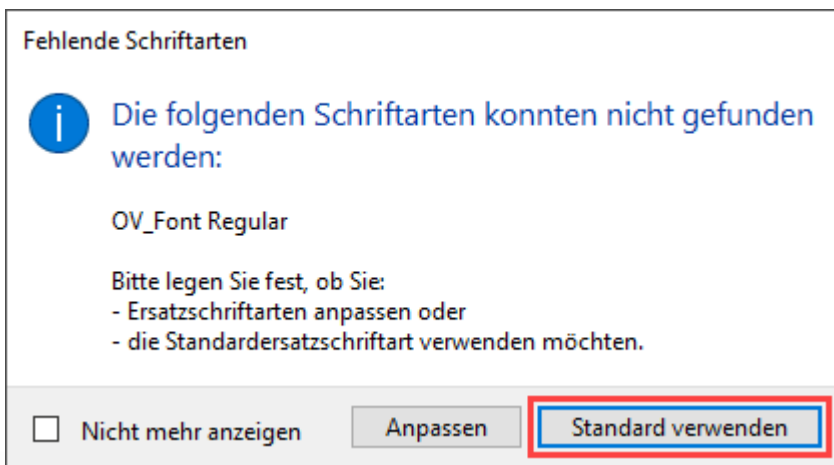 Fehlende Schriftarten
Die folgenden Schriftarten konnten nicht gefunden
werden:
OV_Font Regular
Bitte legen Sie fest, ob Sie:
- Ersatzschriftarten anpassen oder
- die Standardersatzschriftart verwenden möchten.
Nicht mehr anzeigen Anpassen Standard verwenden